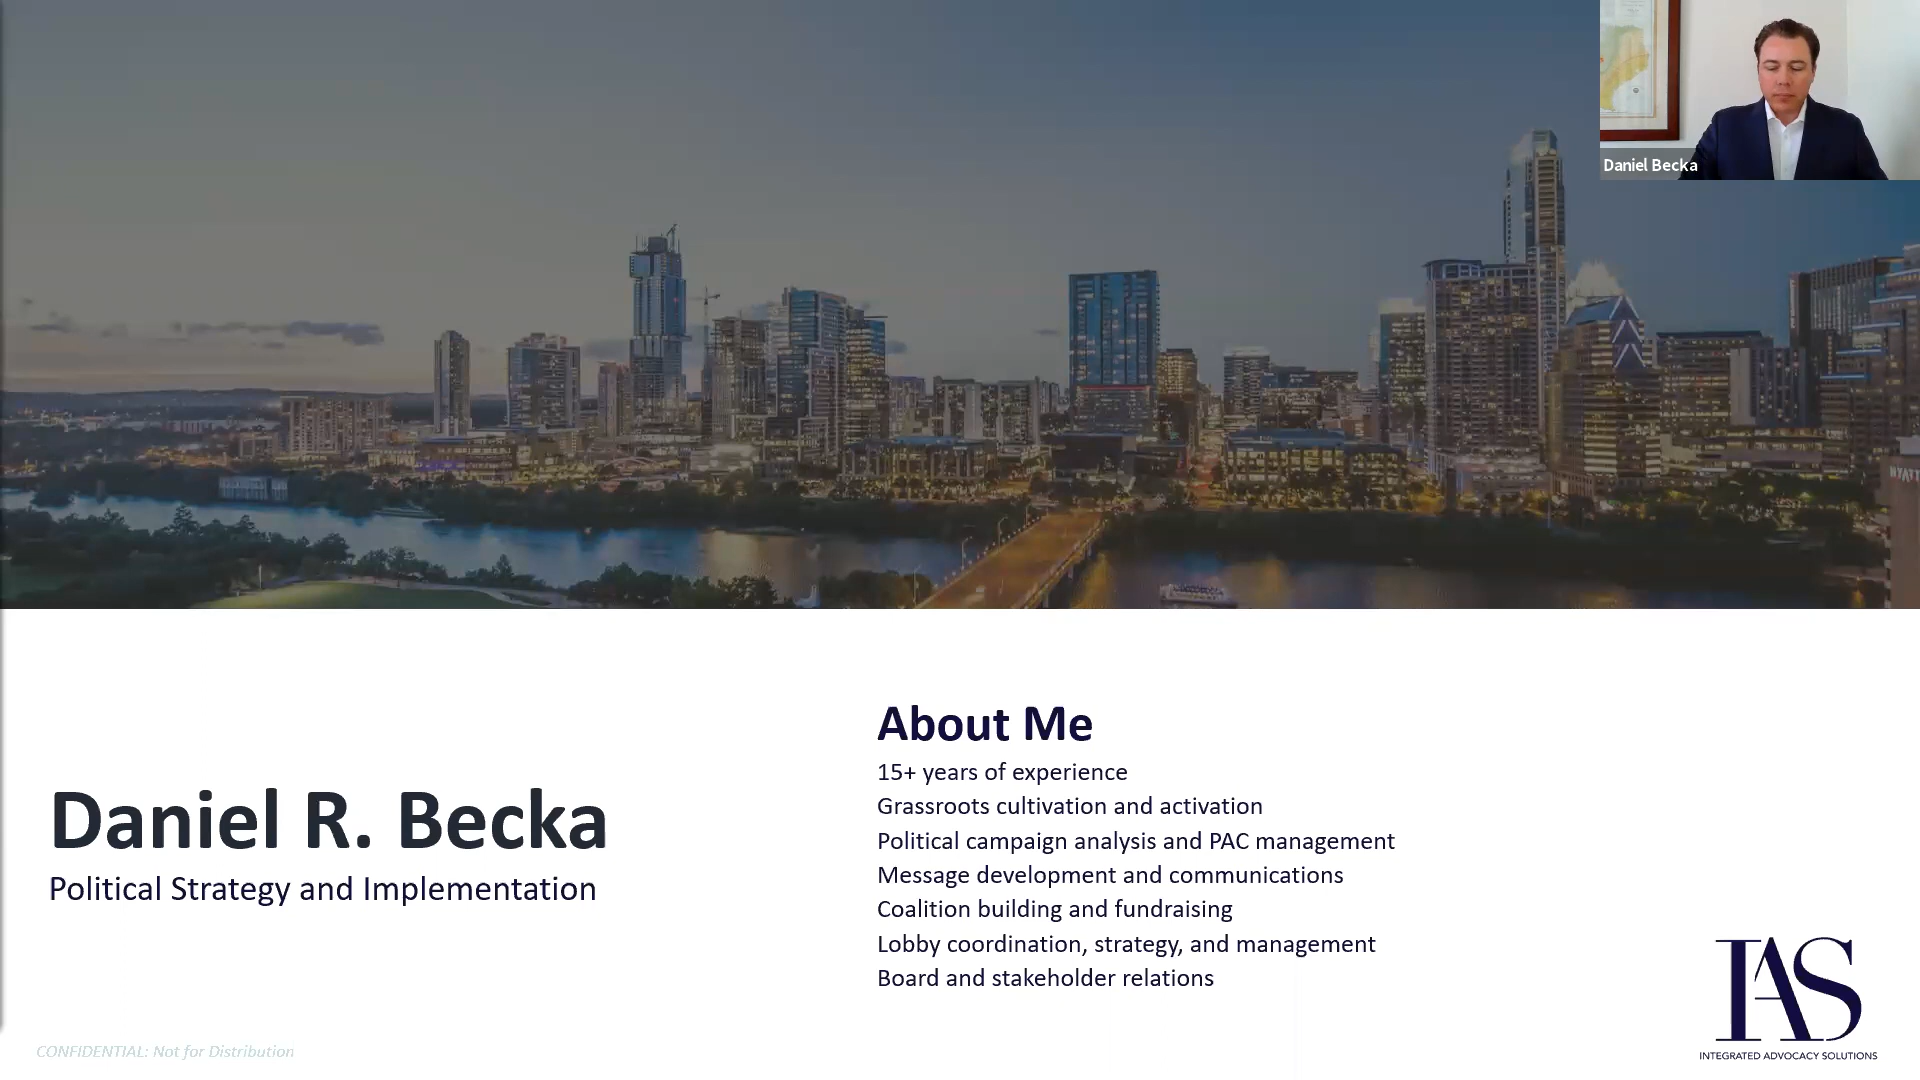 Daniel Becka
HYATT
About Me
15+ years of experience
Grassroots cultivation and activation
Political campaign analysis and PAC management
Message development and communications
Coalition building and fundraising
Lobby coordination, strategy, and management
Board and stakeholder relations
Daniel R. Becka
Political Strategy and Implementation
IAS
INTEGRATED ADVOCACY SOLUTIONS
CONFIDENTIAL: Not for Distribution